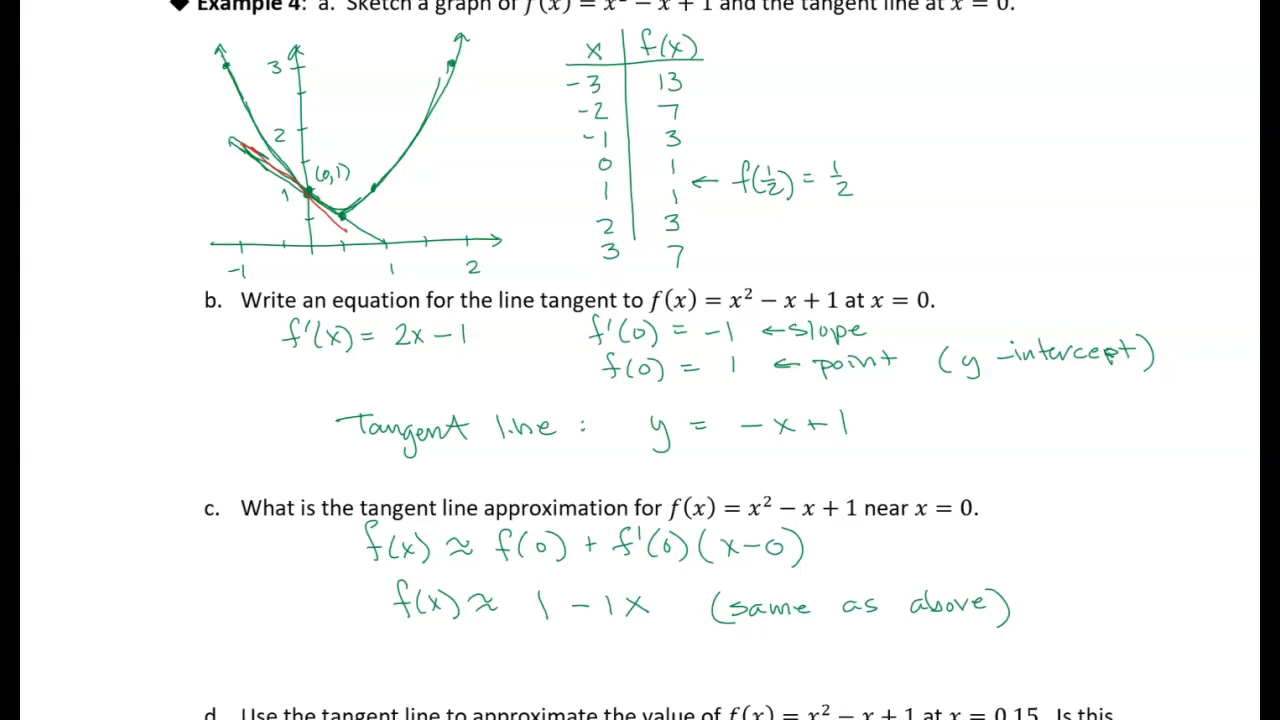 ◆ Example 4: a. Sketch a graph of f(x) = x² − x + 1 and the tangent line at x = 0.
3
2
1
(0,1)
-1 1 2
x f(x)
-3 13
-2 7
-1 3
0 1
1 1
← f(1/2) = 1/2
2 3
3 7
b. Write an equation for the line tangent to f(x) = x² − x + 1 at x = 0.
f'(x) = 2x - 1 f'(0) = -1 ← slope
f(0) = 1 ← point (y-intercept)
Tangent line: y = -x + 1
c. What is the tangent line approximation for f(x) = x² − x + 1 near x = 0.
f(x) ≈ f(0) + f'(0)(x-0)
f(x) ≈ 1 - 1x (same as above)
d. Use the tangent line to approximate the value of f(x) = x² − x + 1 at x = 0.15. Is this